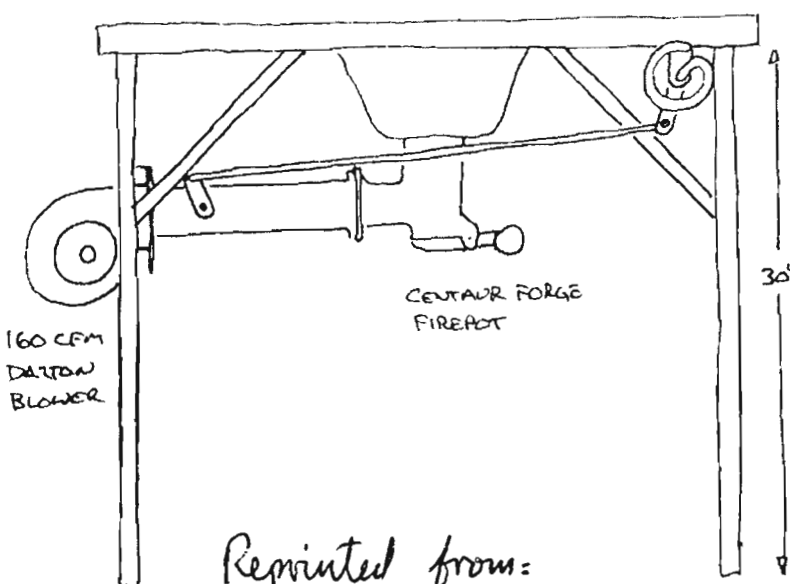 30"
CENTAUR FORGE
FIREPOT
160 CFM
DAYTON
BLOWER
Reprinted from: